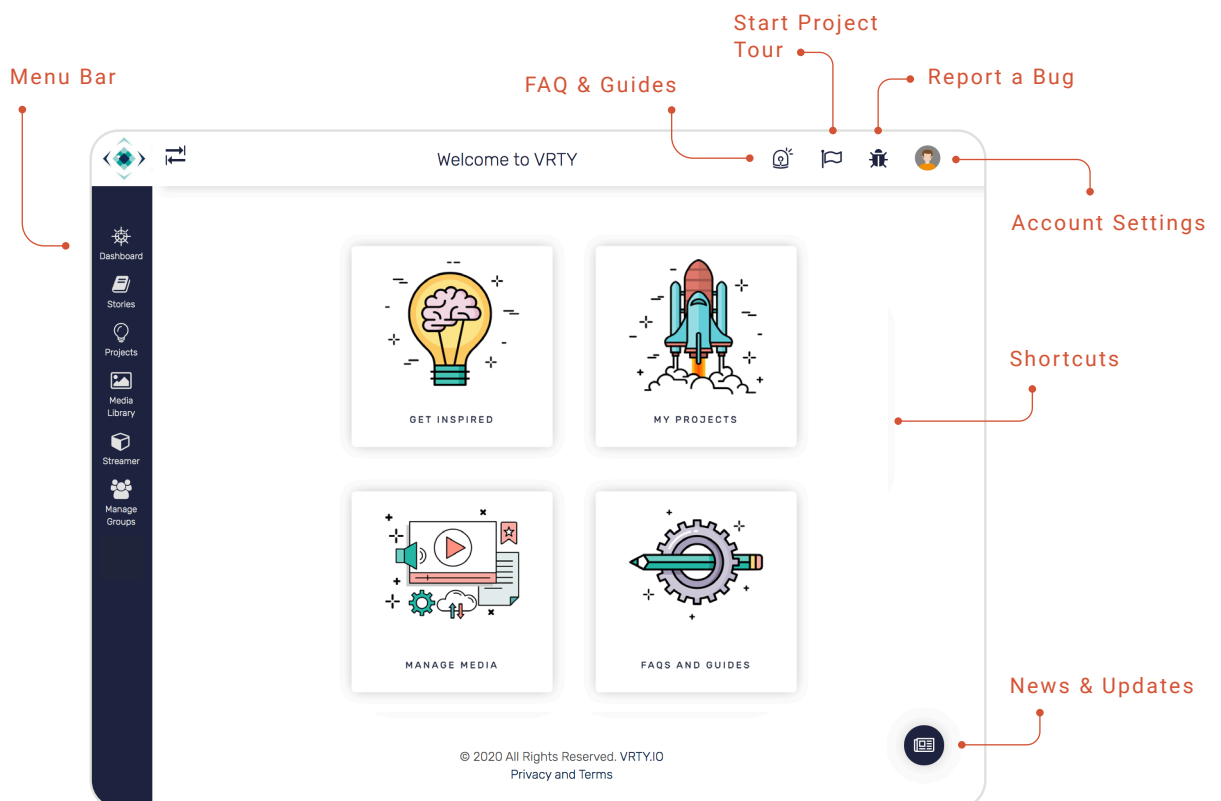 Start Project
Tour
Menu Bar
FAQ & Guides
Report a Bug
Welcome to VRTY
Account Settings
Dashboard
Stories
Projects
Media
Library
Streamer
Manage
Groups
GET INSPIRED
MY PROJECTS
Shortcuts
MANAGE MEDIA
FAQS AND GUIDES
News & Updates
© 2020 All Rights Reserved. VRTY.IO
Privacy and Terms